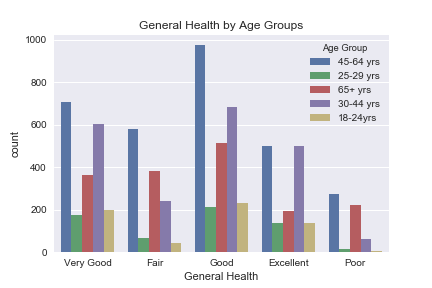 General Health by Age Groups
Age Group
45-64 yrs
25-29 yrs
65+ yrs
30-44 yrs
18-24yrs
1000
800
600
400
200
0
count
Very Good Fair Good Excellent Poor
General Health